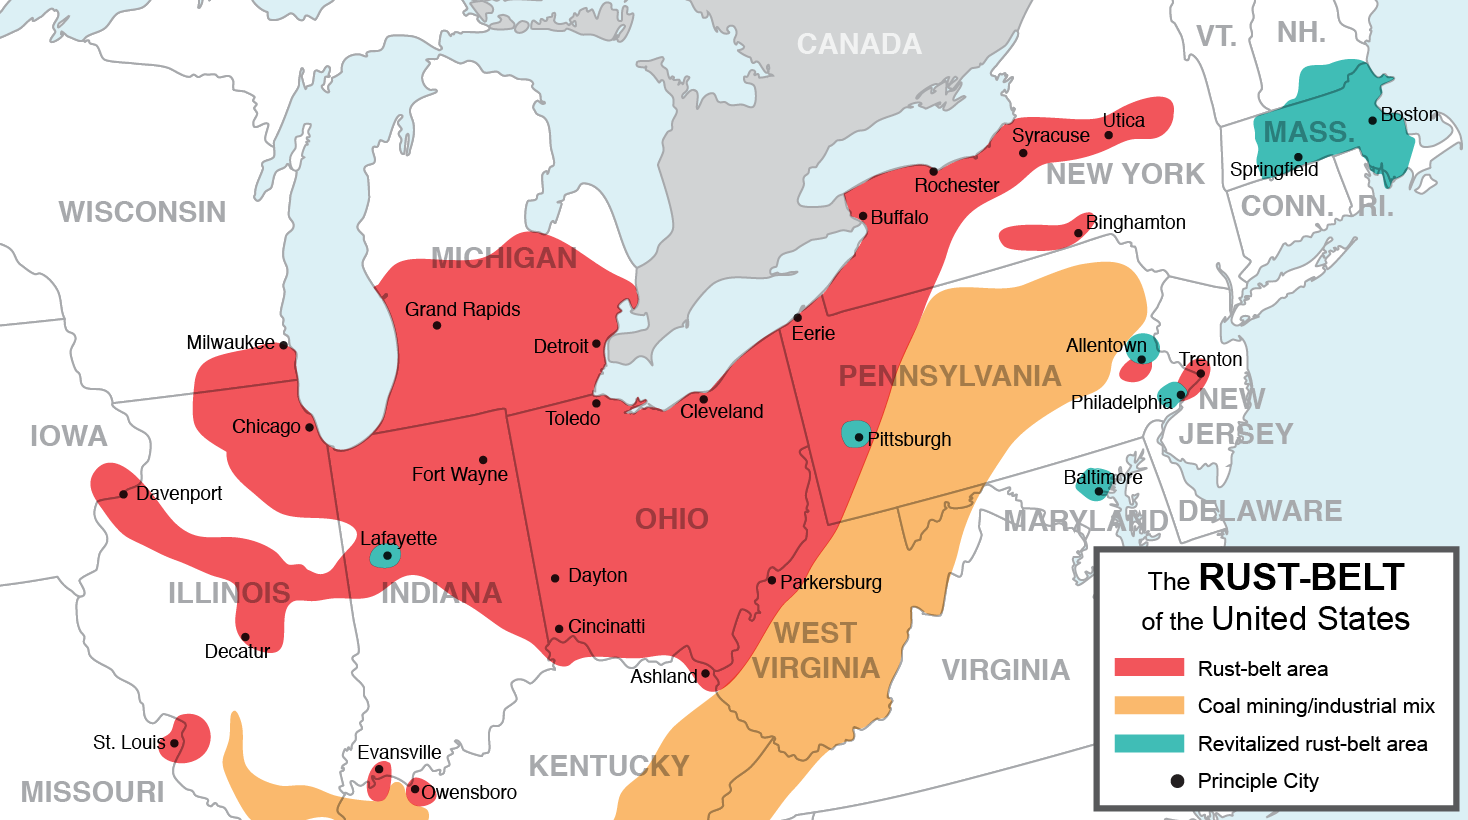 CANADA
VT.
NH.
Boston
MASS.
Utica
Syracuse
Springfield
Rochester
NEW YORK
CONN.
RI.
WISCONSIN
Buffalo
Binghamton
MICHIGAN
Grand Rapids
Milwaukee
Detroit
Eerie
Allentown
Trenton
PENNSYLVANIA
Philadelphia
NEW
JERSEY
Toledo
Cleveland
Chicago
IOWA
Pittsburgh
Fort Wayne
Baltimore
Davenport
OHIO
MARYLAND
DELAWARE
Lafayette
Dayton
Parkersburg
ILLINOIS
INDIANA
Cincinatti
WEST
VIRGINIA
Decatur
Ashland
VIRGINIA
St. Louis
Evansville
KENTUCKY
MISSOURI
Owensboro
The RUST-BELT
of the United States
Rust-belt area
Coal mining/industrial mix
Revitalized rust-belt area
Principle City